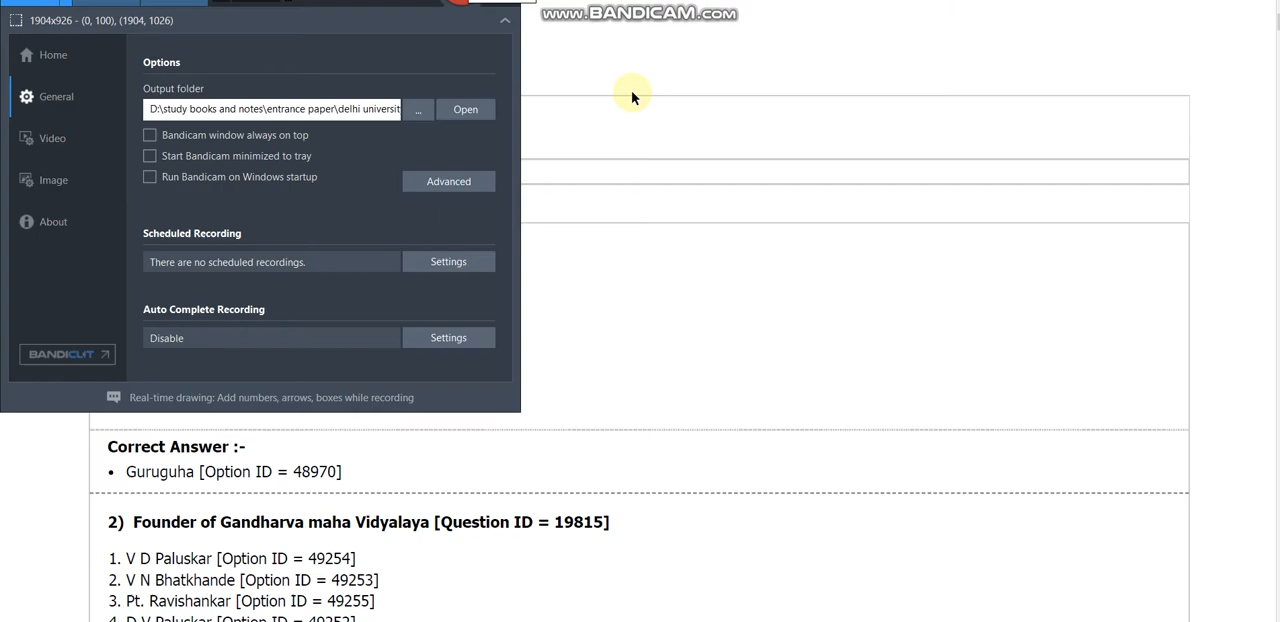 www.BANDICAM.com
1904x926 - (0, 100), (1904, 1026)
Home
General
Video
Image
About
BANDICUT
Options
Output folder
D:\study books and notes\entrance paper\delhi universit
...
Open
Bandicam window always on top
Start Bandicam minimized to tray
Run Bandicam on Windows startup
Advanced
Scheduled Recording
There are no scheduled recordings.
Settings
Auto Complete Recording
Disable
Settings
Real-time drawing: Add numbers, arrows, boxes while recording
Correct Answer :-
• Guruguha [Option ID = 48970]
2) Founder of Gandharva maha Vidyalaya [Question ID = 19815]
1. V D Paluskar [Option ID = 49254]
2. V N Bhatkhande [Option ID = 49253]
3. Pt. Ravishankar [Option ID = 49255]
4. D V Paluskar [Option ID = 49252]